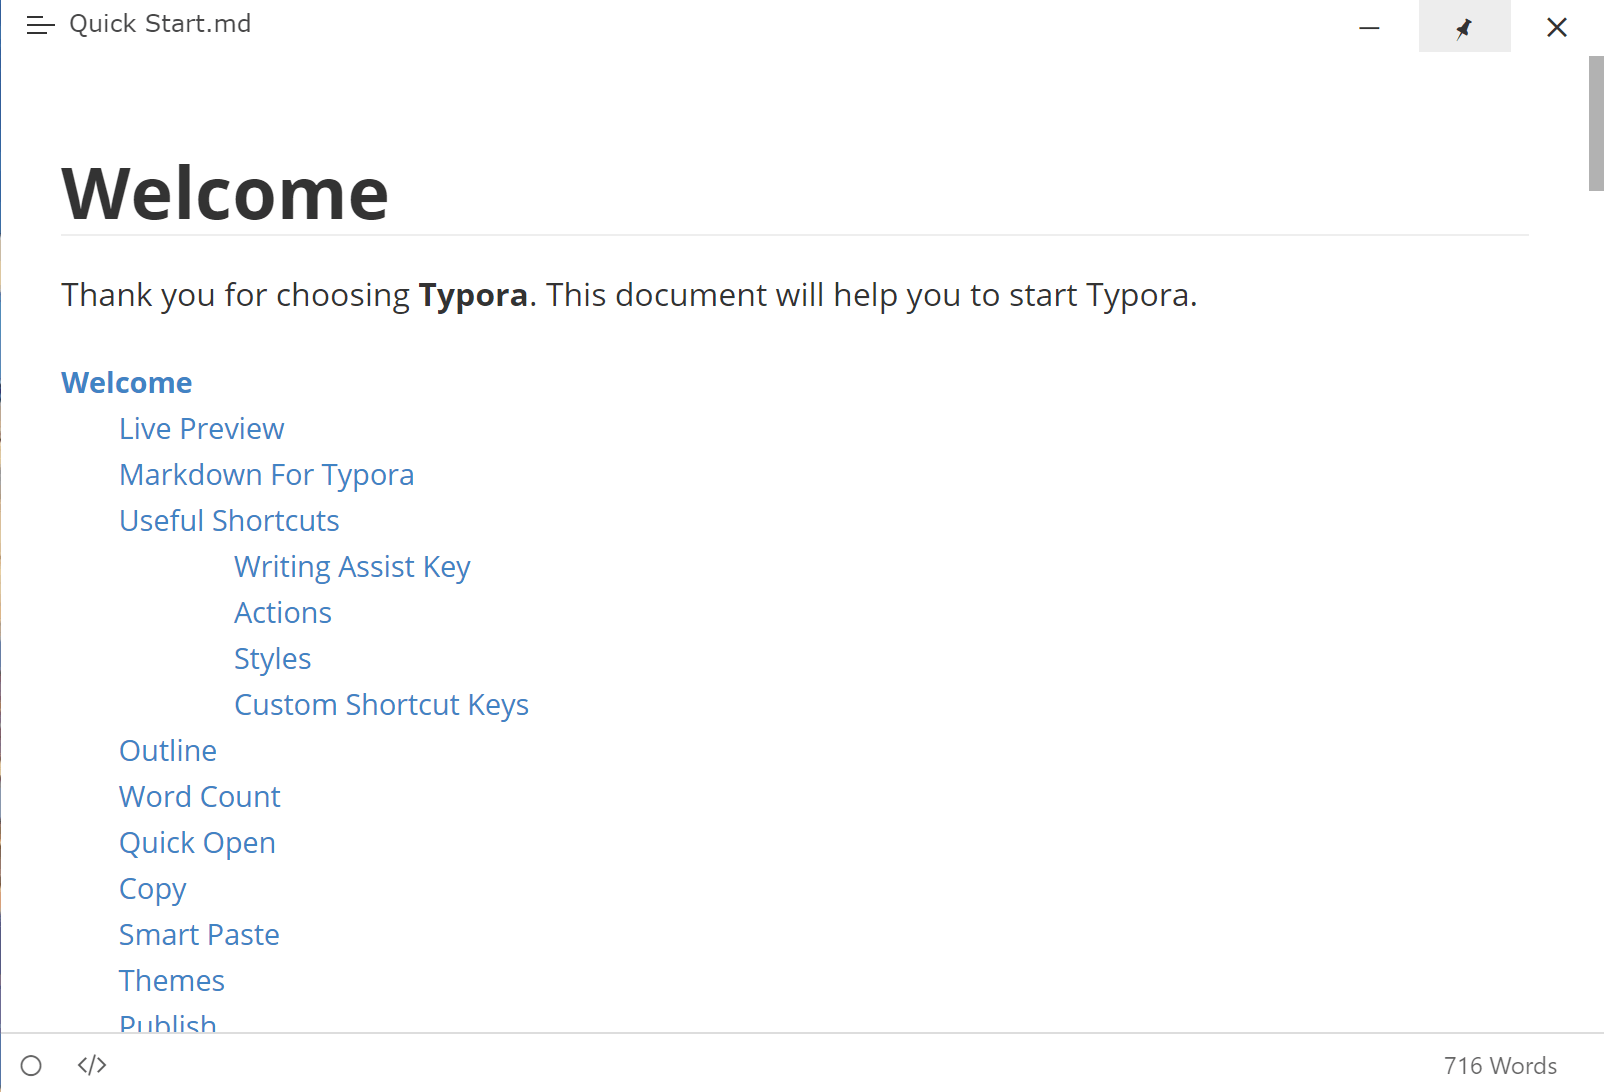 Quick Start.md
Welcome
Thank you for choosing Typora. This document will help you to start Typora.
Welcome
Live Preview
Markdown For Typora
Useful Shortcuts
Writing Assist Key
Actions
Styles
Custom Shortcut Keys
Outline
Word Count
Quick Open
Copy
Smart Paste
Themes
Publish
</>
716 Words